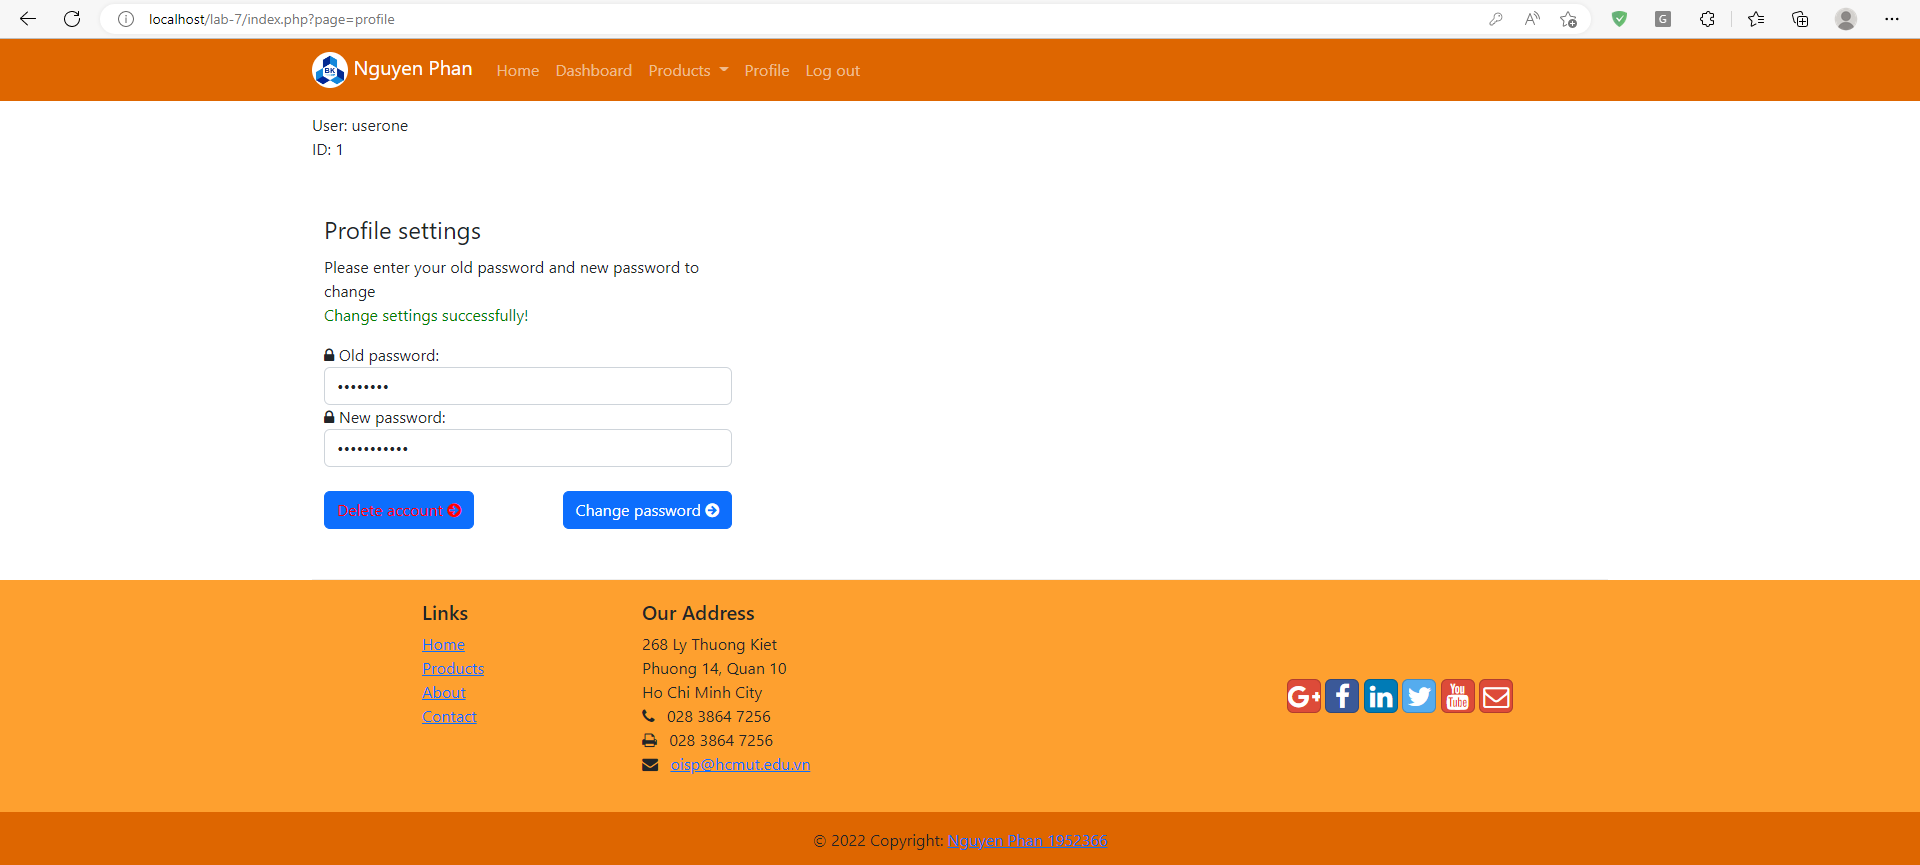 localhost/lab-7/index.php?page=profile
BK Nguyen Phan Home Dashboard Products Profile Log out
User: userone
ID: 1
Profile settings
Please enter your old password and new password to
change
Change settings successfully!
Old password:
••••••••
New password:
•••••••••••
Delete account Change password
Links
Home
Products
About
Contact
Our Address
268 Ly Thuong Kiet
Phuong 14, Quan 10
Ho Chi Minh City
028 3864 7256
028 3864 7256
oisp@hcmut.edu.vn
G+ f in You Tube
© 2022 Copyright: Nguyen Phan 1952366